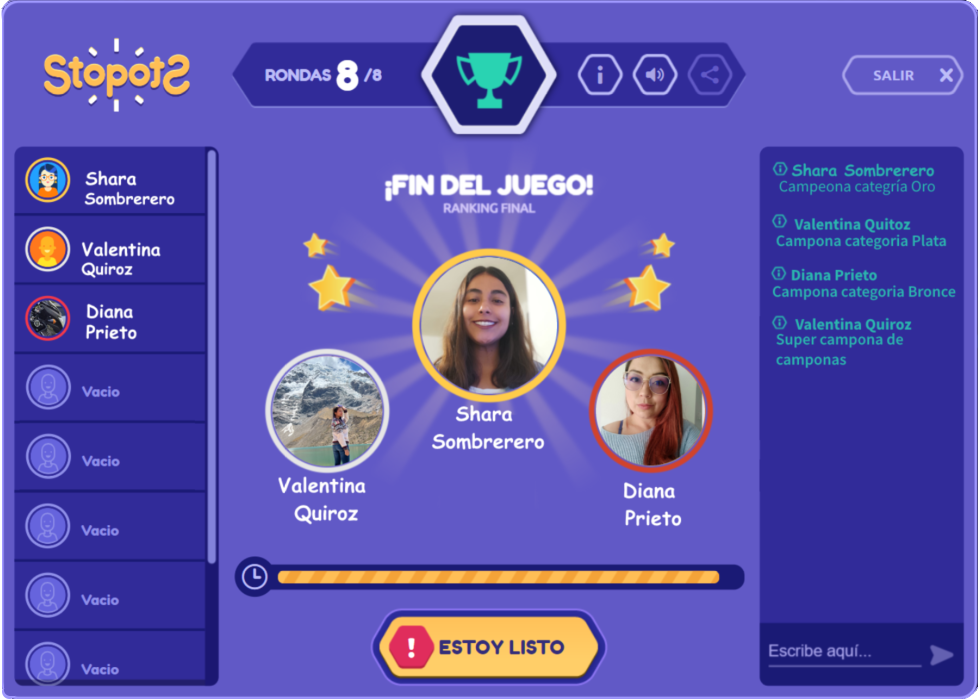 StopotS
RONDAS 8 /8
SALIR
Shara
Sombrerero
Valentina
Quiroz
Diana
Prieto
Vacio
Vacio
Vacio
Vacio
Vacio
¡FIN DEL JUEGO!
RANKING FINAL
Shara
Sombrerero
Valentina
Quiroz
Diana
Prieto
ESTOY LISTO
Shara Sombrerero
Campeona categría Oro
Valentina Quitoz
Campona categoria Plata
Diana Prieto
Campona categoria Bronce
Valentina Quiroz
Super campona de
camponas
Escribe aquí...